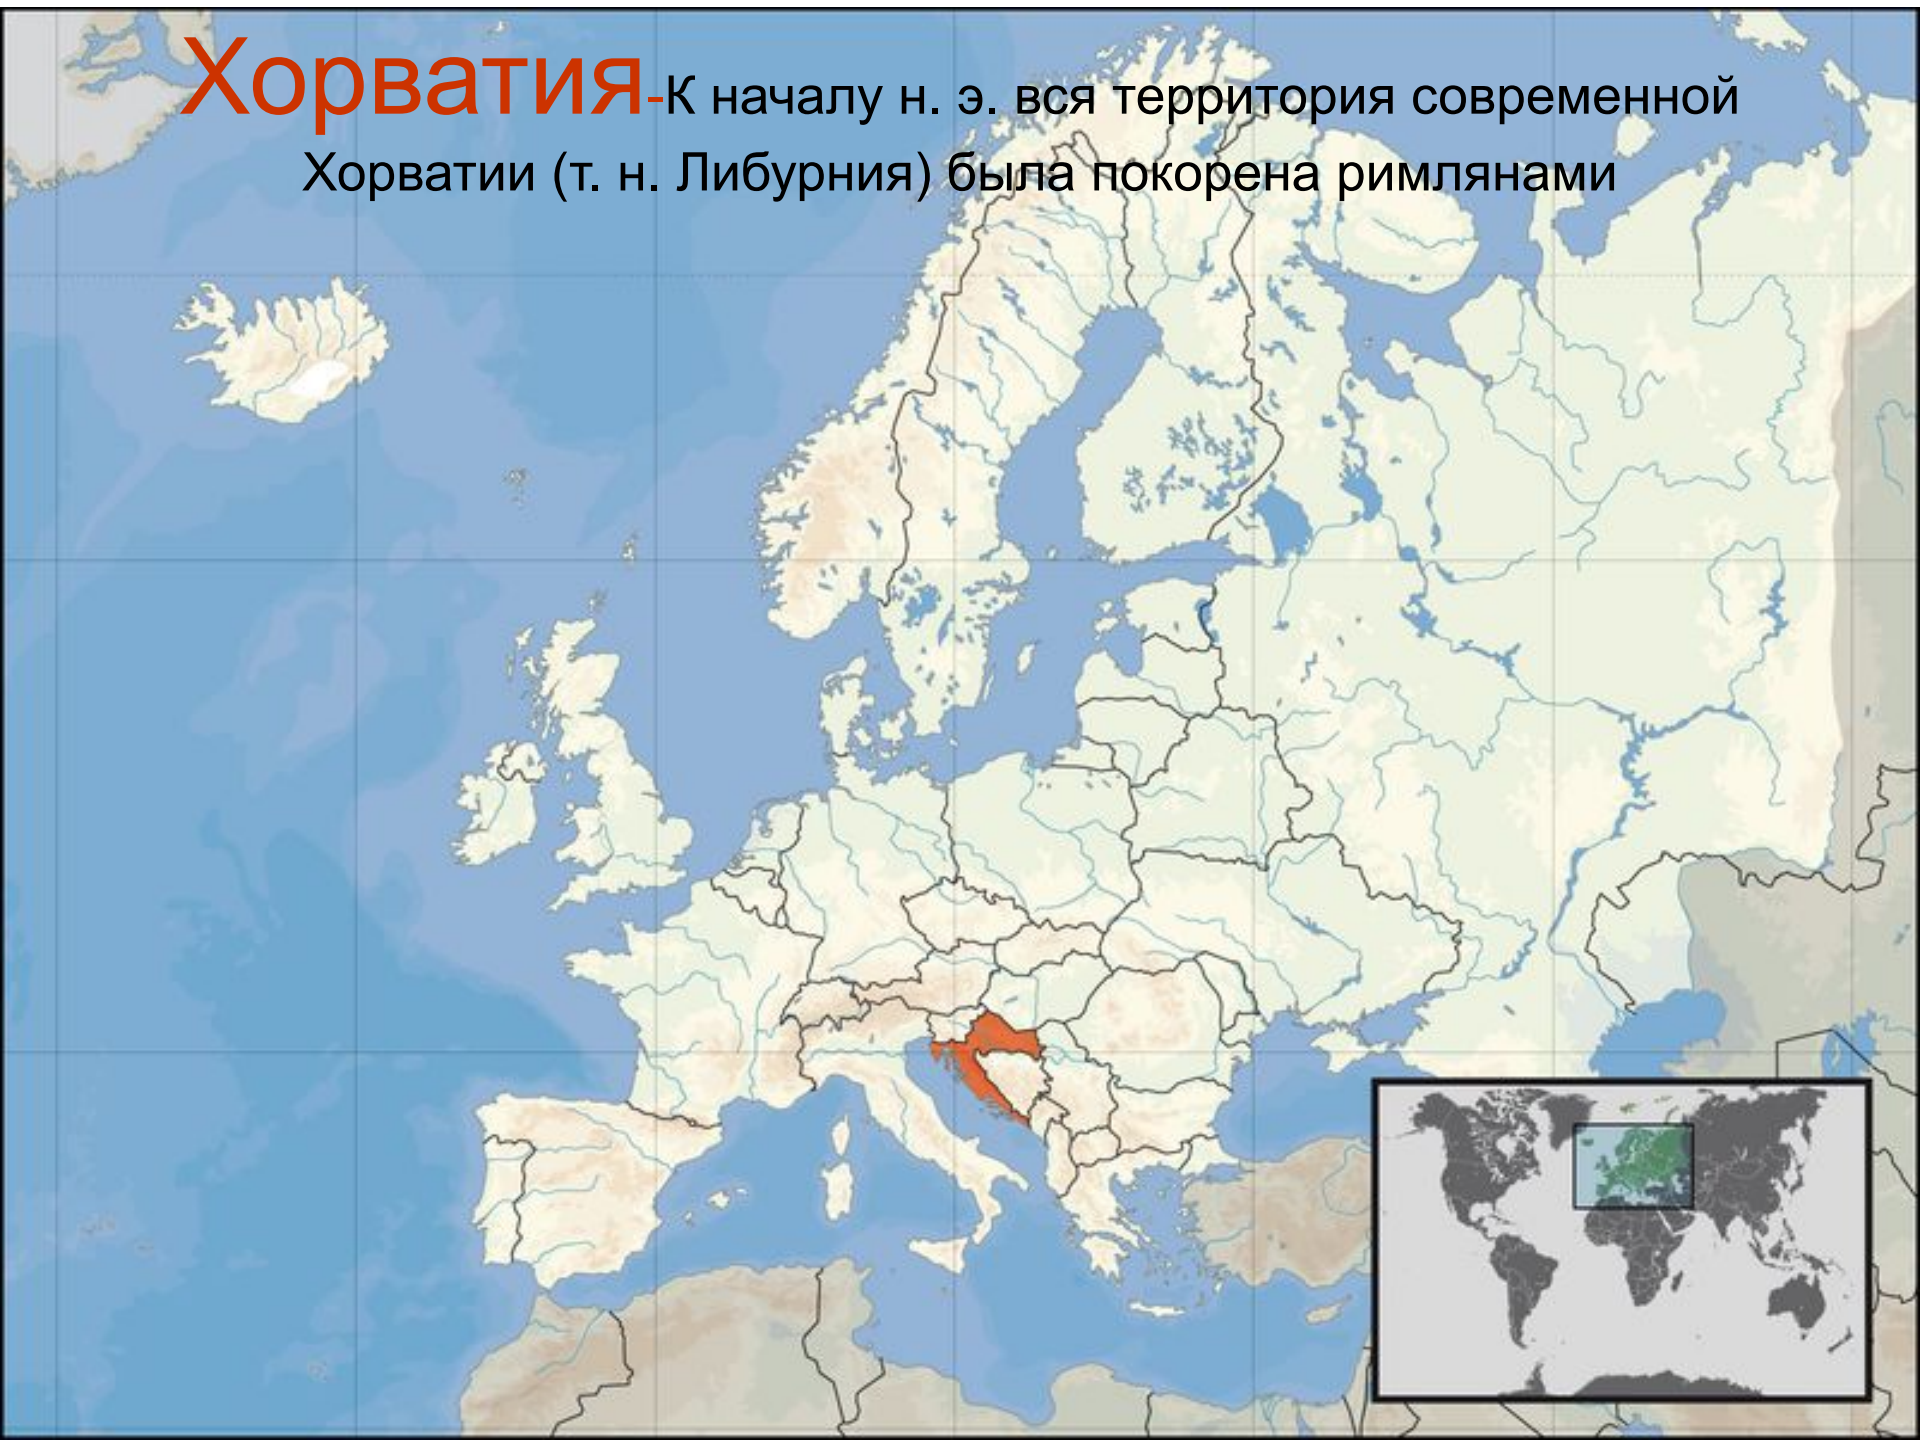 Хорватия-К началу н. э. вся территория современной
Хорватии (т. н. Либурния) была покорена римлянами